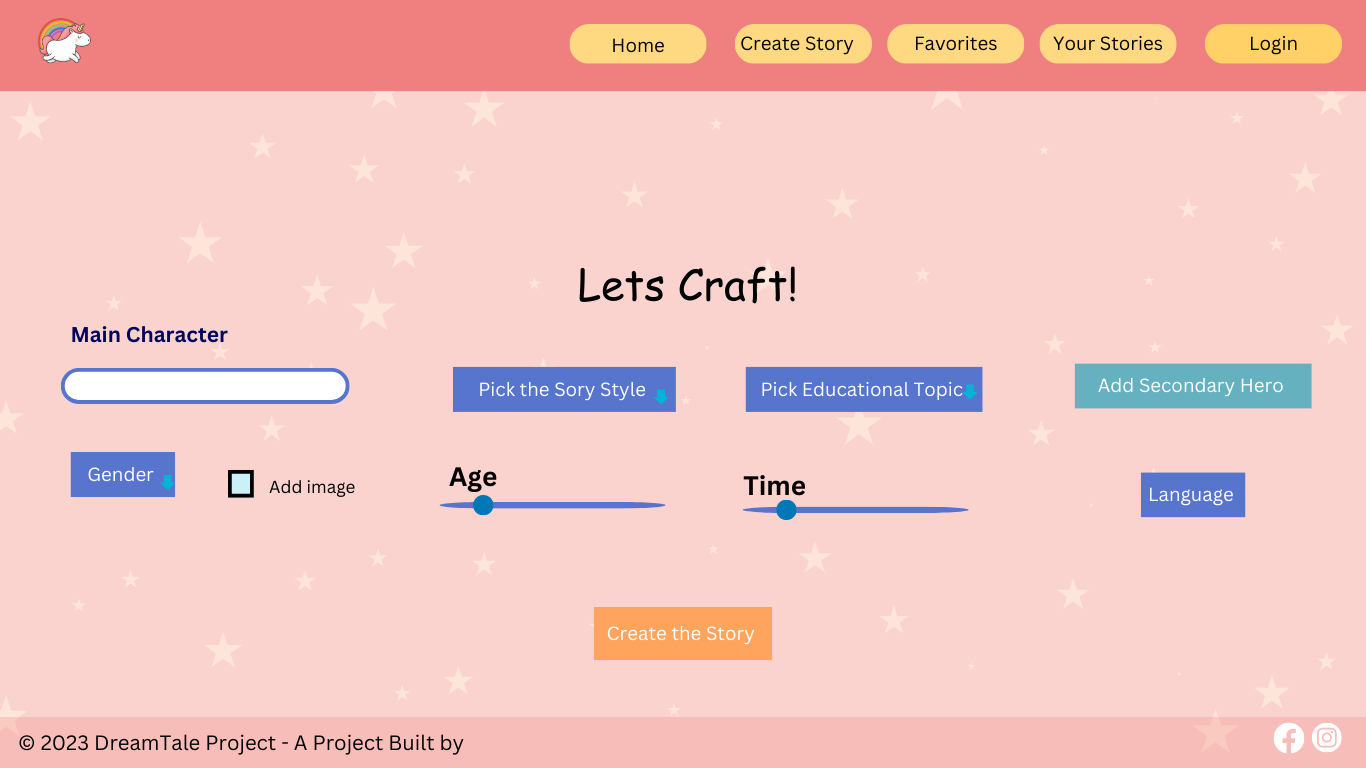 Home
Create Story
Favorites
Your Stories
Login
Lets Craft!
Main Character
Pick the Sory Style
Pick Educational Topic
Add Secondary Hero
Gender
Add image
Age
Time
Language
Create the Story
© 2023 DreamTale Project - A Project Built by